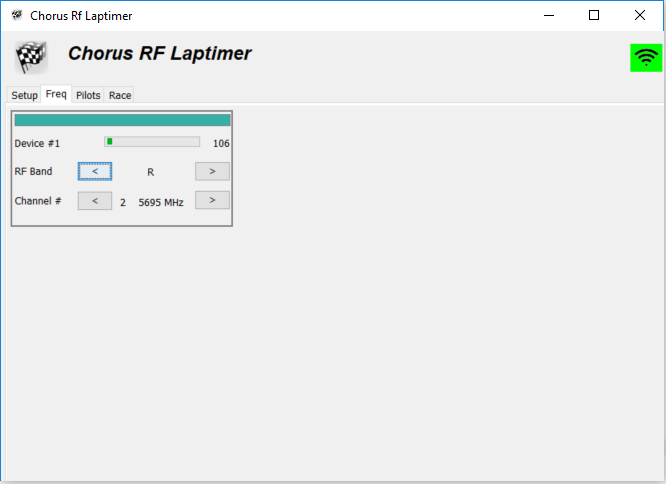 Chorus Rf Laptimer
Chorus RF Laptimer
Setup Freq Pilots Race
Device #1 106
RF Band < R >
Channel # < 2 5695 MHz >